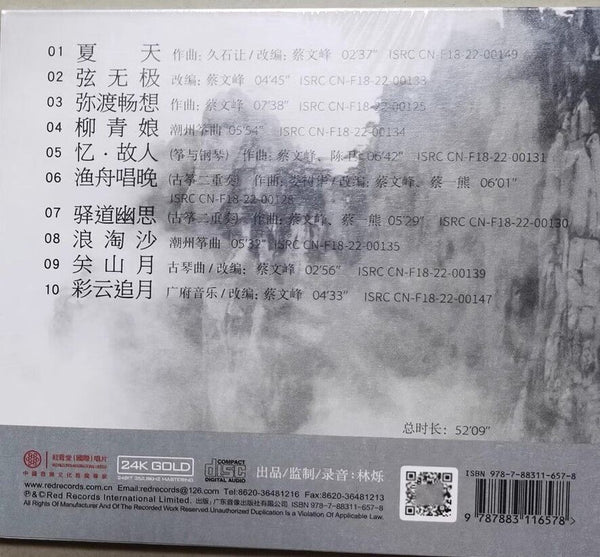 01 夏 天 作曲: 久石让/改编: 蔡文峰 02'37" ISRC CN-F18-22-00149
02 弦无极 改编: 蔡文峰 04'45" ISRC CN-F18-22-00133
03 弥渡畅想 作曲: 蔡文峰 07'38" ISRC CN-F18-22-00125
04 柳青娘 潮州筝曲 05'54" ISRC CN-F18-22-00134
05 忆·故人 (筝与钢琴) 作曲: 蔡文峰、陈 06'42" ISRC CN-F18-22-00131
06 渔舟唱晚 (古筝二重奏) 作曲: 改编: 蔡文峰、蔡一熊 06'01"
ISRC CN-F18-22-00128
07 驿道幽思 (古筝二重奏) 作曲: 蔡文峰、蔡一熊 05'29" ISRC CN-F18-22-00130
08 浪淘沙 潮州筝曲 05'32" ISRC CN-F18-22-00135
09 关山月 古琴曲/改编: 蔡文峰 02'56" ISRC CN-F18-22-00139
10 彩云追月 广府音乐/改编: 蔡文峰 04'33" ISRC CN-F18-22-00147
总时长: 52'09"
紅音堂(國際)唱片
24K GOLD
COMPACT
disc
DIGITAL AUDIO
出品/监制/录音: 林烁
ISBN 978-7-88311-657-8
9 787883 116578 >
www.redrecords.com.cn Email:redrecords@126.com Tel:8620-36481216 Fax:8620-36481213
℗&© Red Records International Limited. 出版: 广东音像出版社有限公司 ISBN 978-7-88311-657-8
All Rights Of Manufacturer And Of The Recorded Work Reserved.Unauthorized Duplication Is a Violation Of Applicable Law.